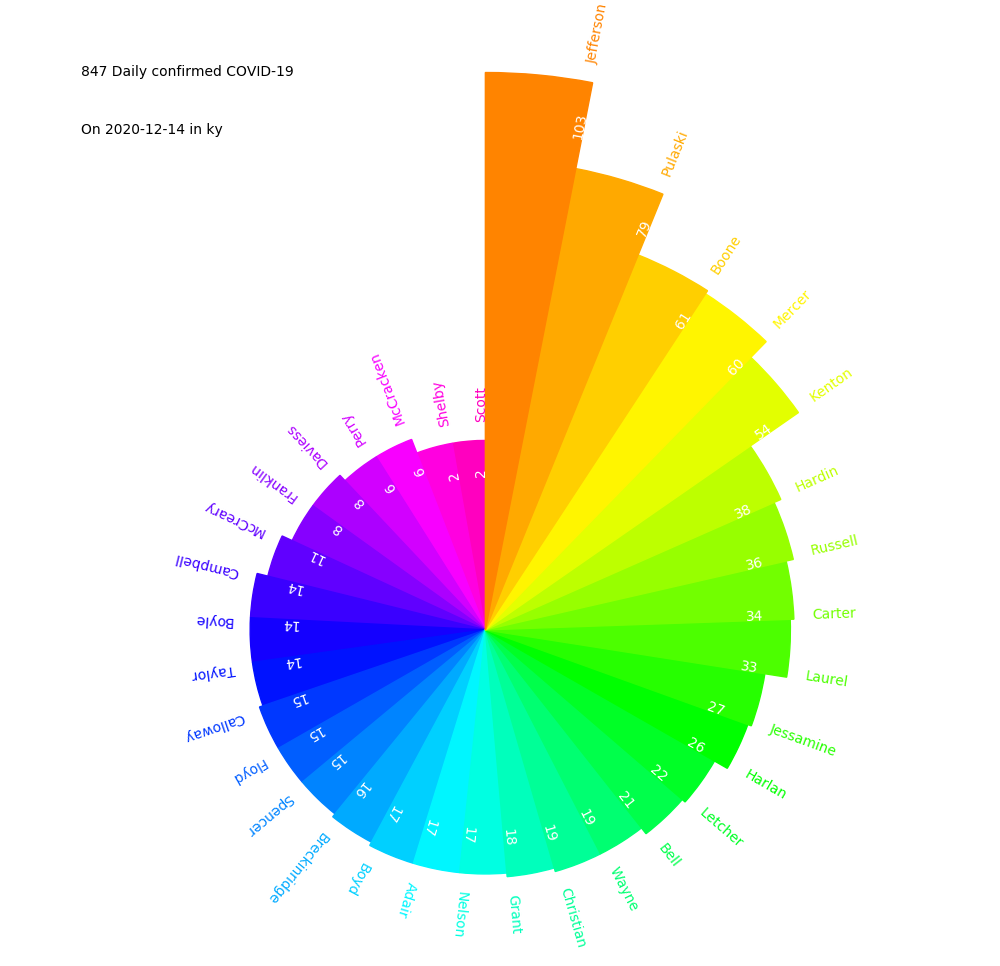 847 Daily confirmed COVID-19
On 2020-12-14 in ky
Jefferson
103
Pulaski
79
Boone
61
Mercer
60
Kenton
54
Hardin
38
Russell
36
Carter
34
Laurel
33
Jessamine
27
Harlan
26
Letcher
22
Bell
21
Wayne
19
Christian
19
Grant
18
Nelson
17
Adair
17
Boyd
17
Breckinridge
16
Spencer
15
Floyd
15
Calloway
15
Taylor
14
Boyle
14
Campbell
14
McCreary
11
Franklin
8
Daviess
8
Perry
6
McCracken
6
Shelby
2
Scott
2